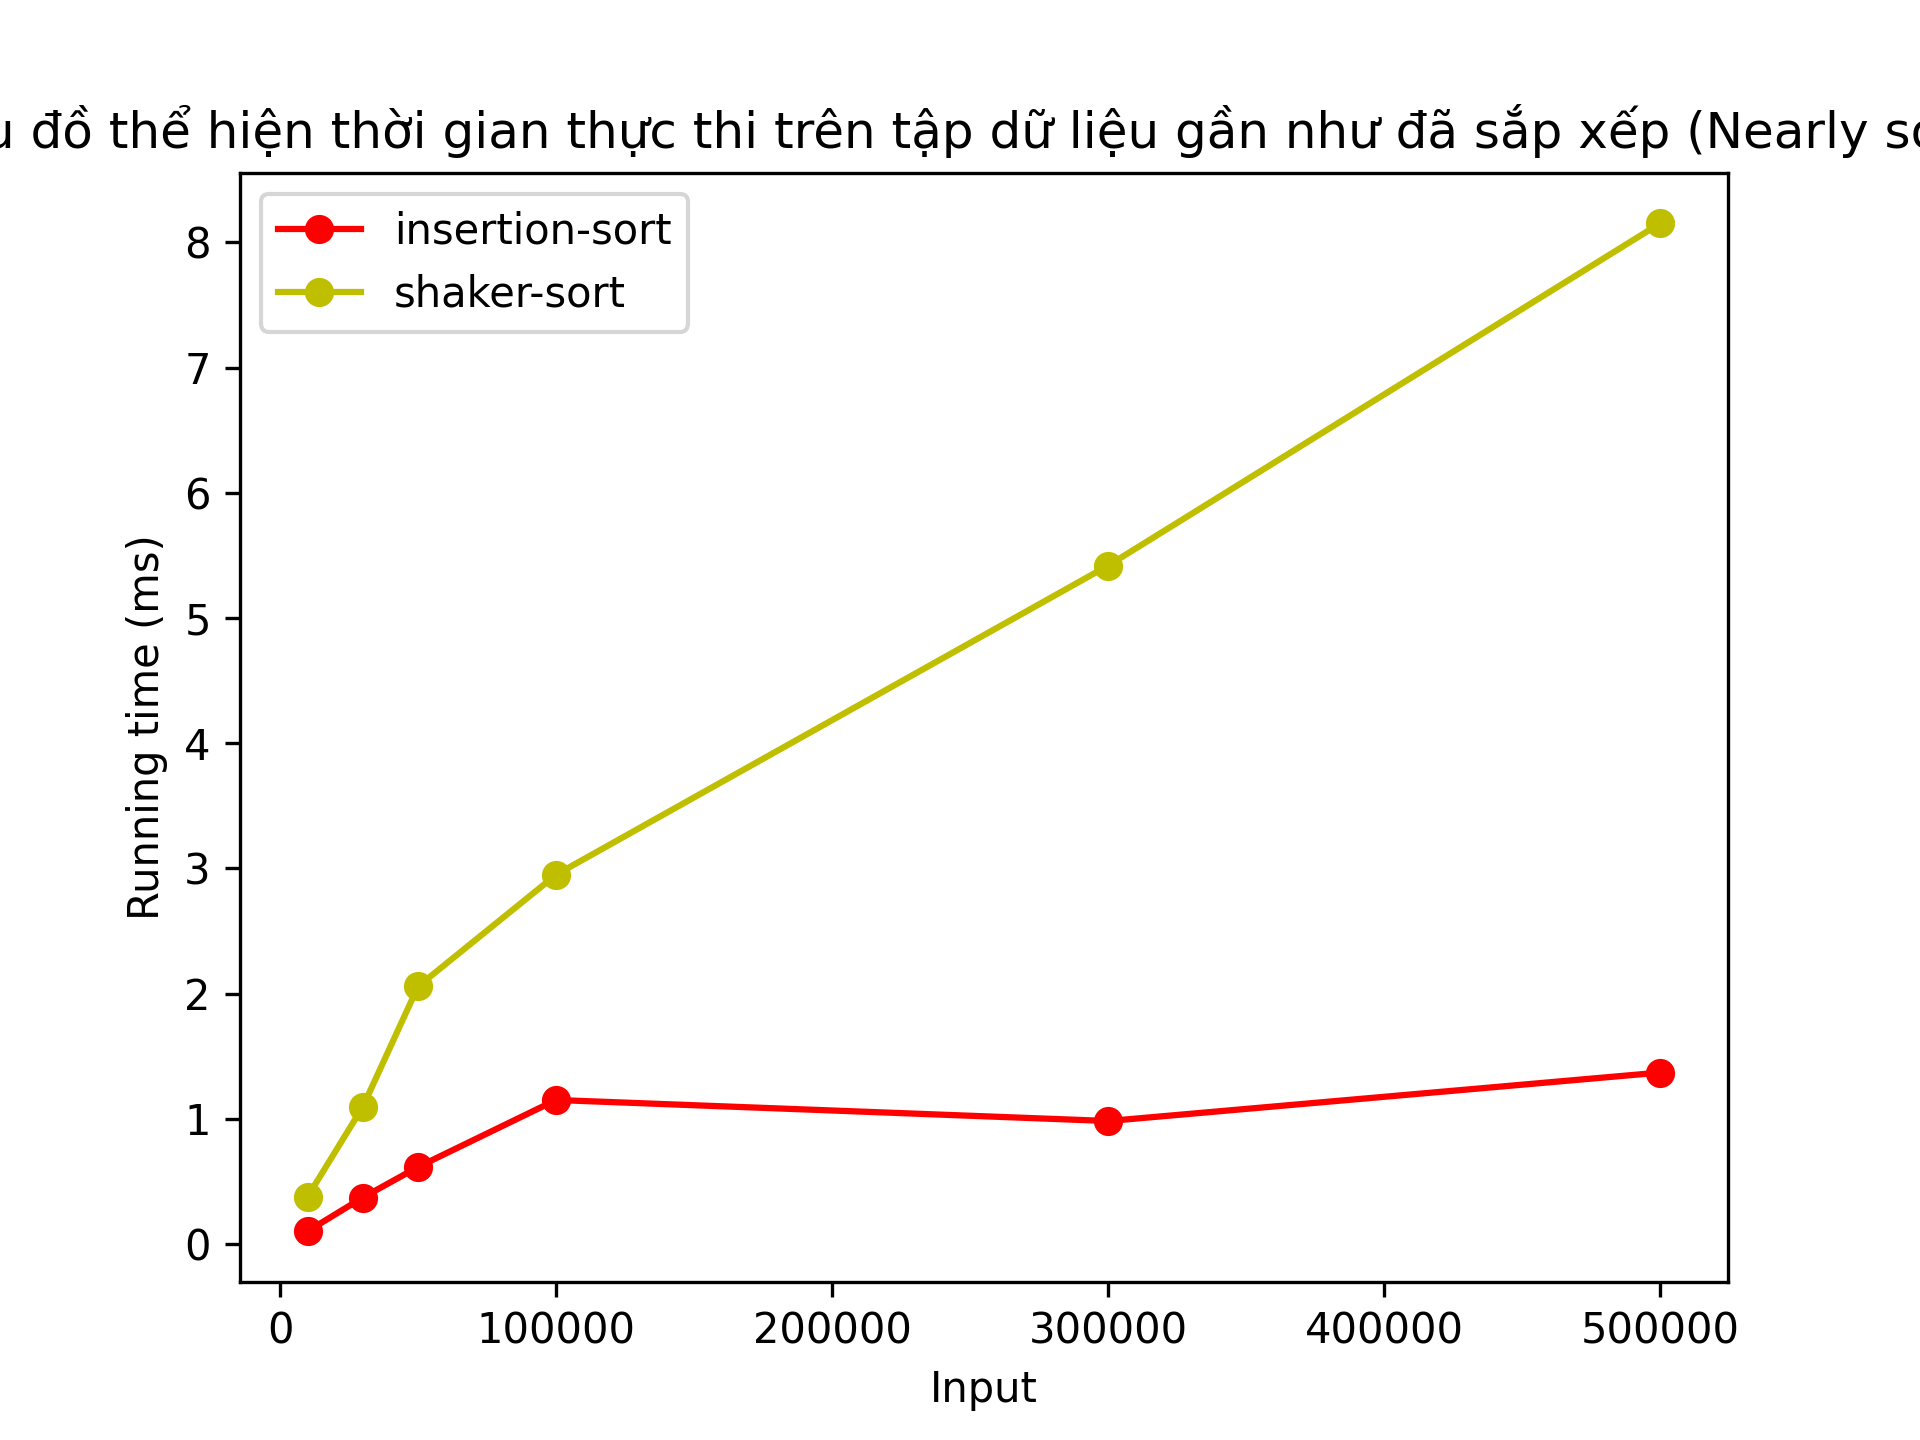 đồ thể hiện thời gian thực thi trên tập dữ liệu gần như đã sắp xếp (Nearly
insertion-sort
shaker-sort
8
7
6
5
4
3
2
1
0
Running time (ms)
0 100000 200000 300000 400000 500000
Input